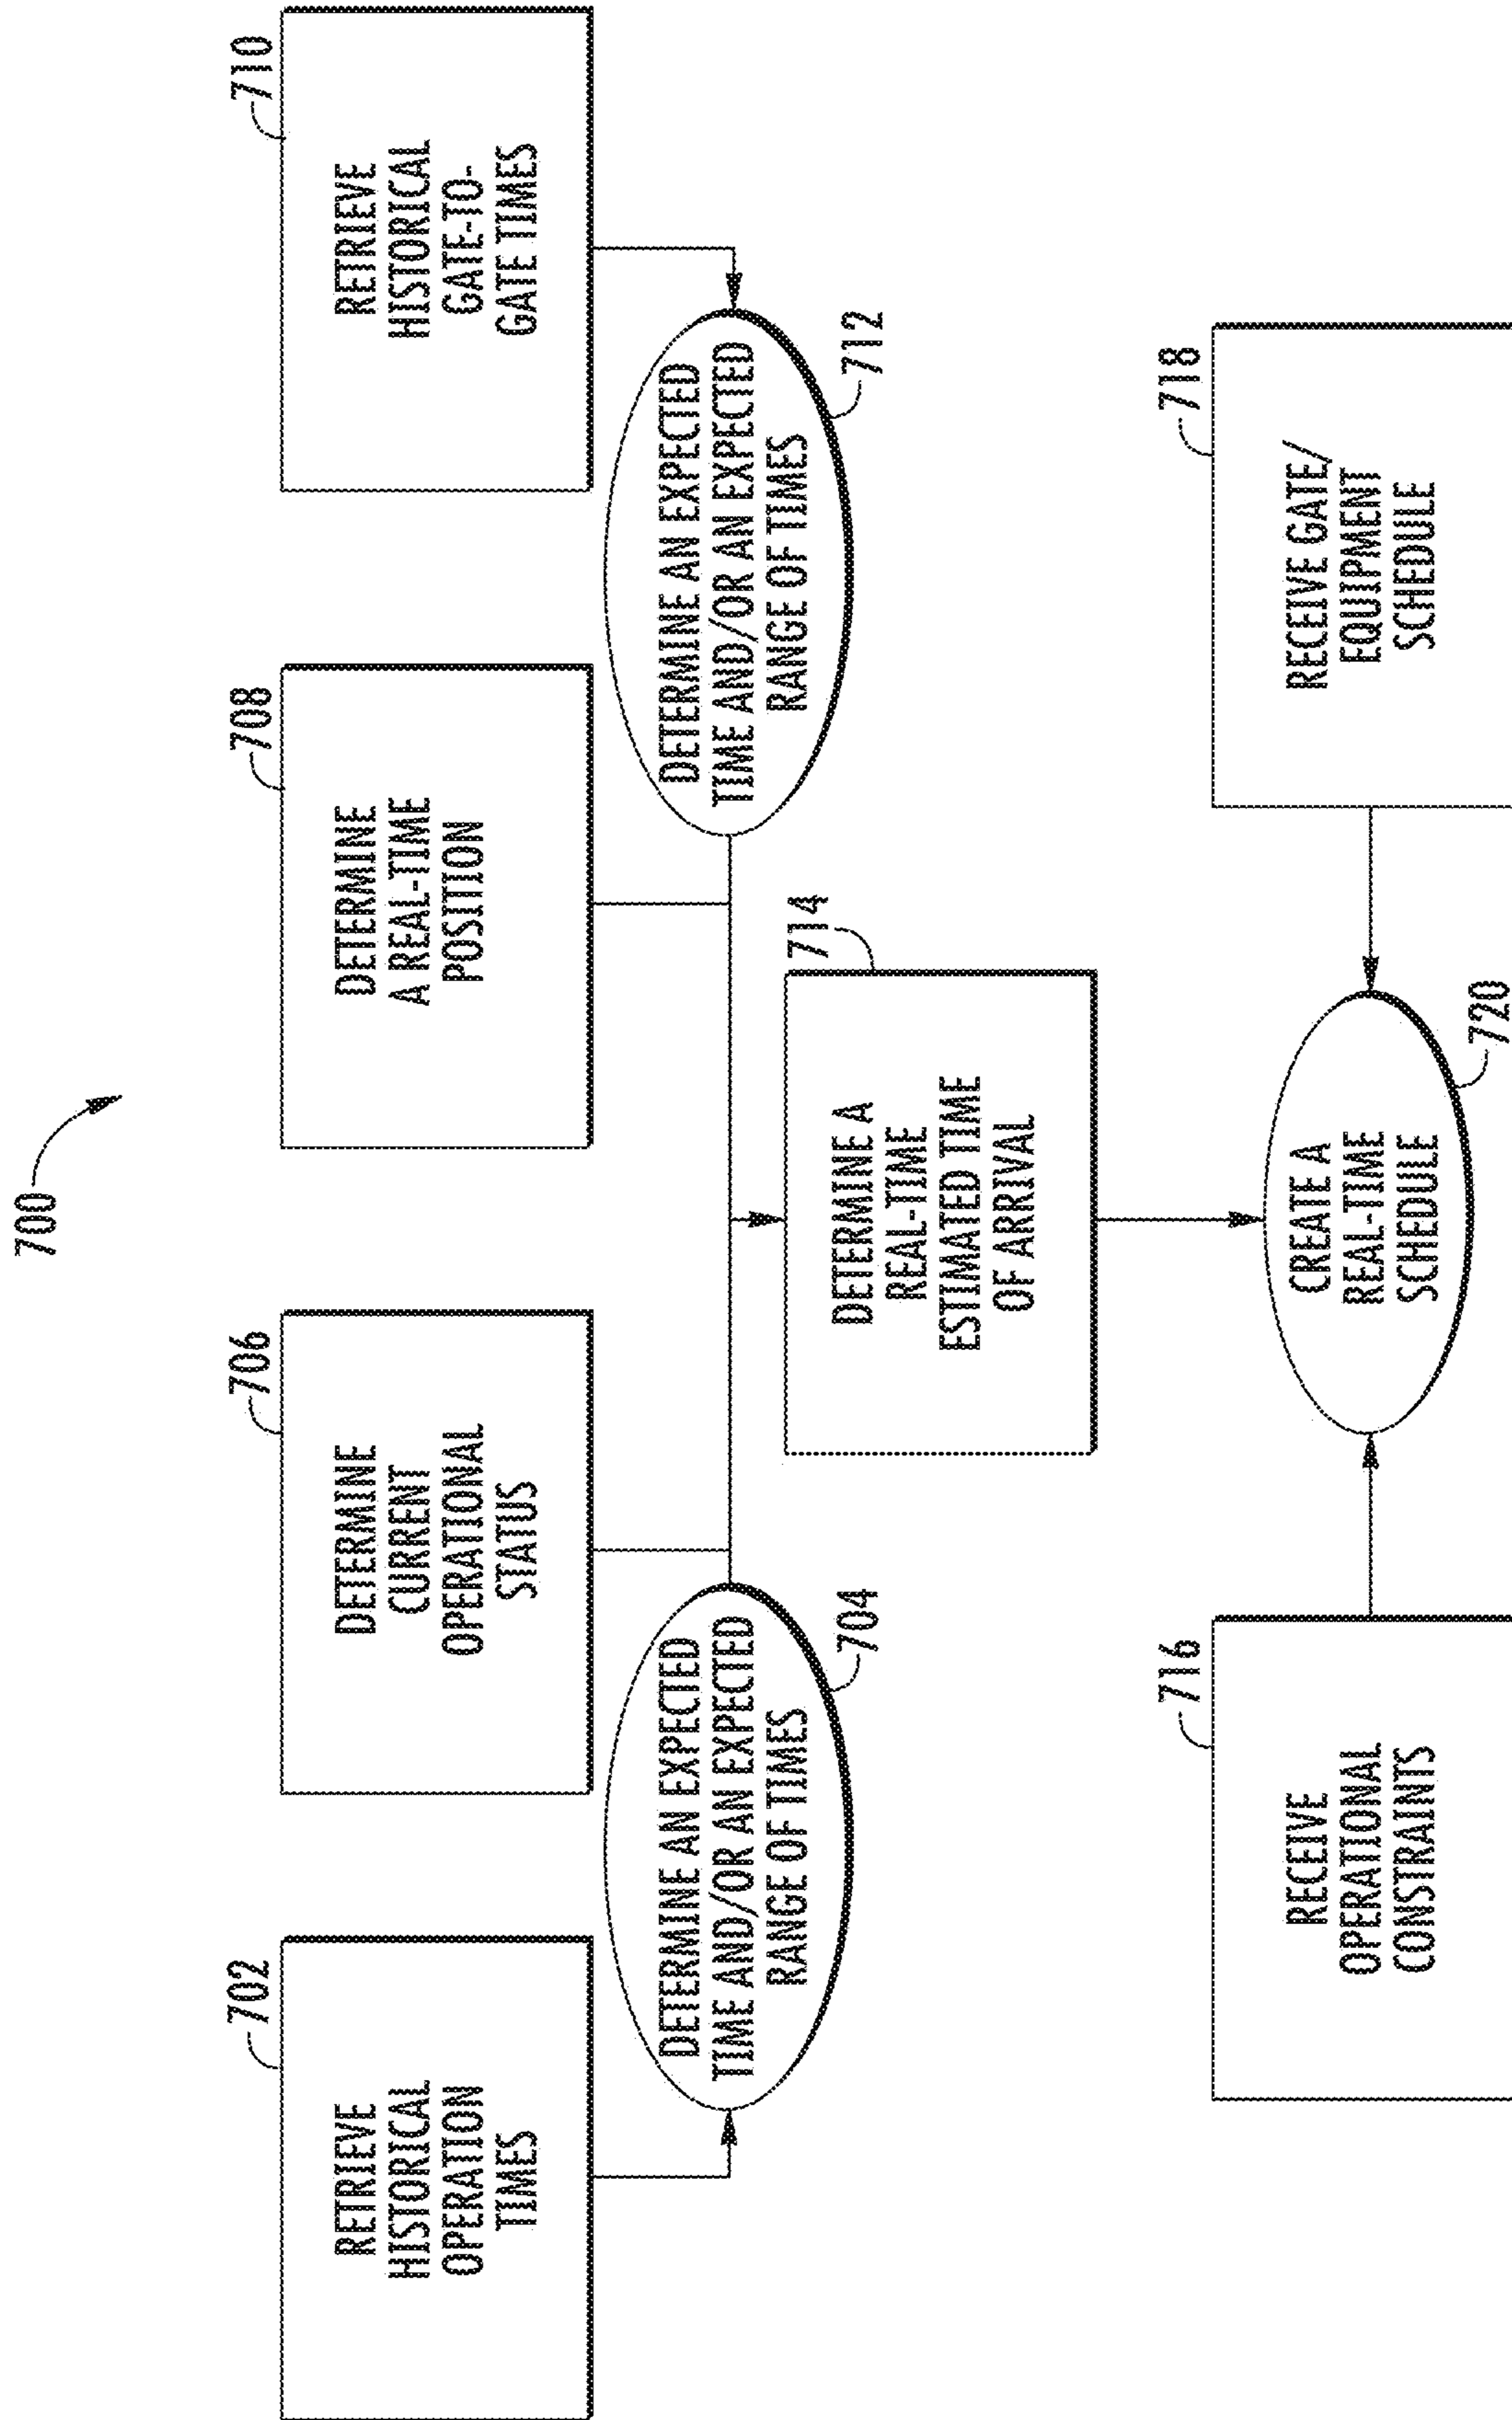 700
702
RETRIEVE
HISTORICAL
OPERATION
TIMES
706
DETERMINE
CURRENT
OPERATIONAL
STATUS
708
DETERMINE
A REAL-TIME
POSITION
710
RETRIEVE
HISTORICAL
GATE-TO-
GATE TIMES
DETERMINE AN EXPECTED
TIME AND/OR AN EXPECTED
RANGE OF TIMES
704
DETERMINE AN EXPECTED
TIME AND/OR AN EXPECTED
RANGE OF TIMES
712
714
DETERMINE A
REAL-TIME
ESTIMATED TIME
OF ARRIVAL
716
RECEIVE
OPERATIONAL
CONSTRAINTS
CREATE A
REAL-TIME
SCHEDULE
720
718
RECEIVE GATE/
EQUIPMENT
SCHEDULE